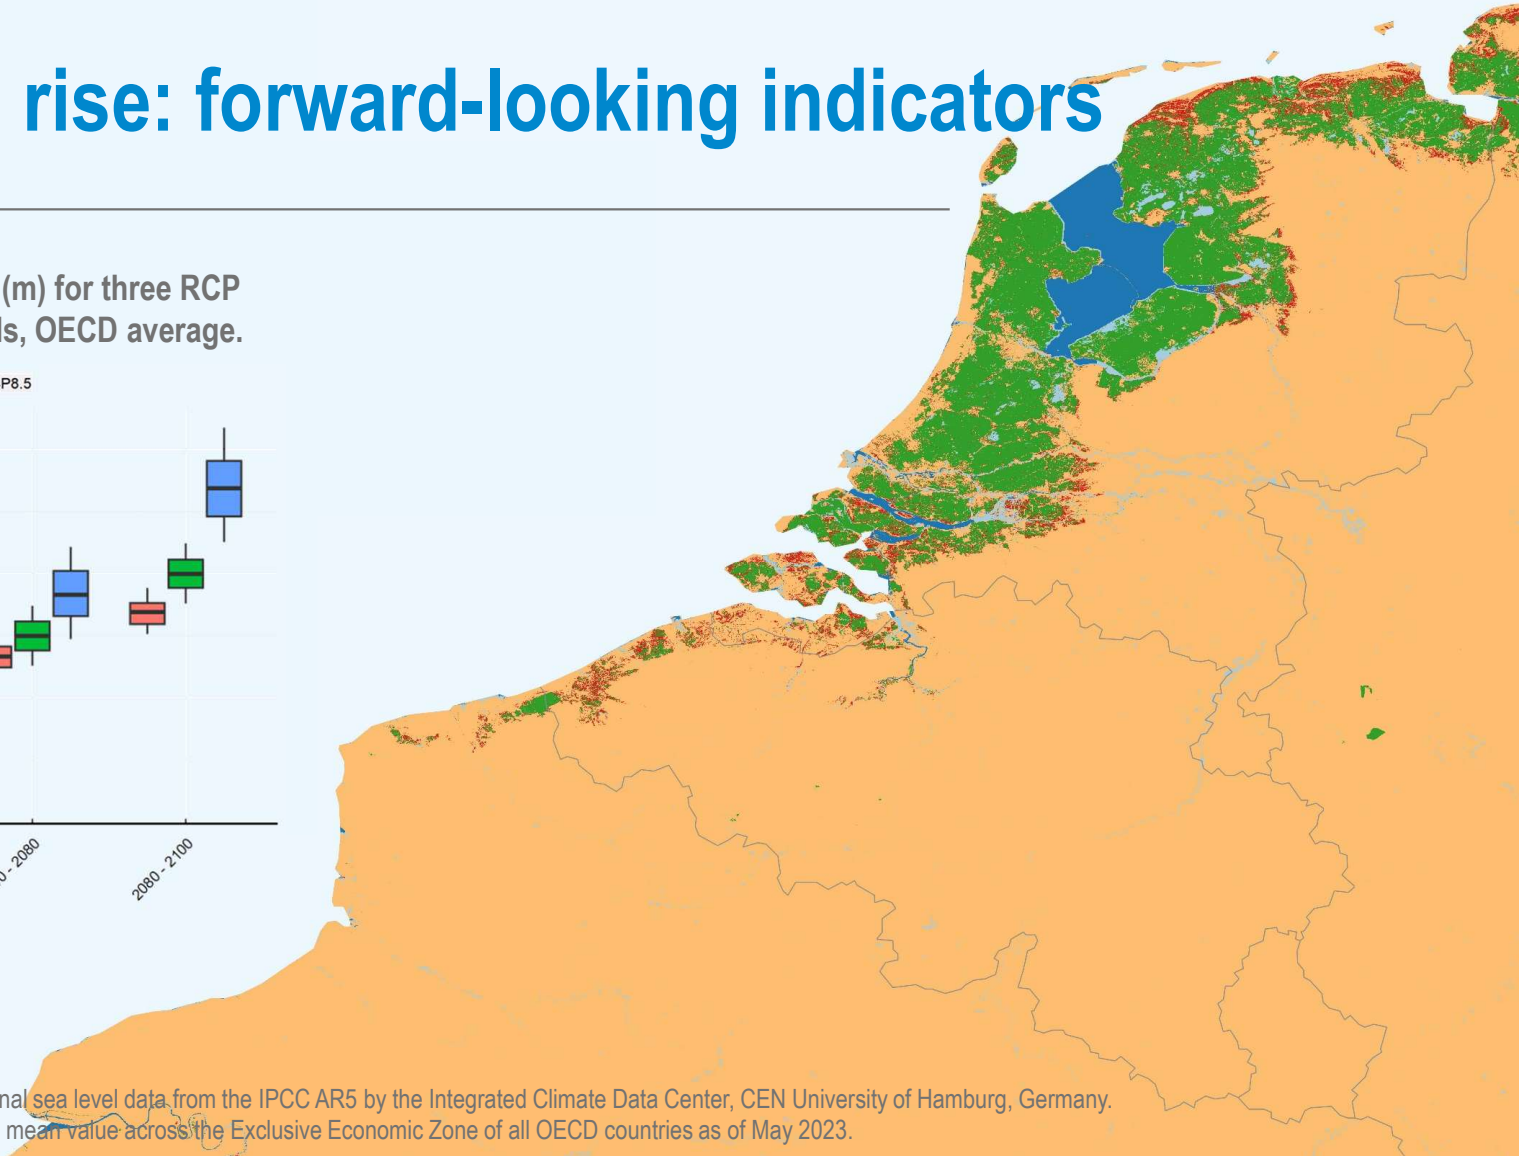 rise: forward-looking indicators
(m) for three RCP
s, OECD average.
P8.5
0 - 2080
2080 - 2100
nal sea level data from the IPCC AR5 by the Integrated Climate Data Center, CEN University of Hamburg, Germany.
mean value across the Exclusive Economic Zone of all OECD countries as of May 2023.